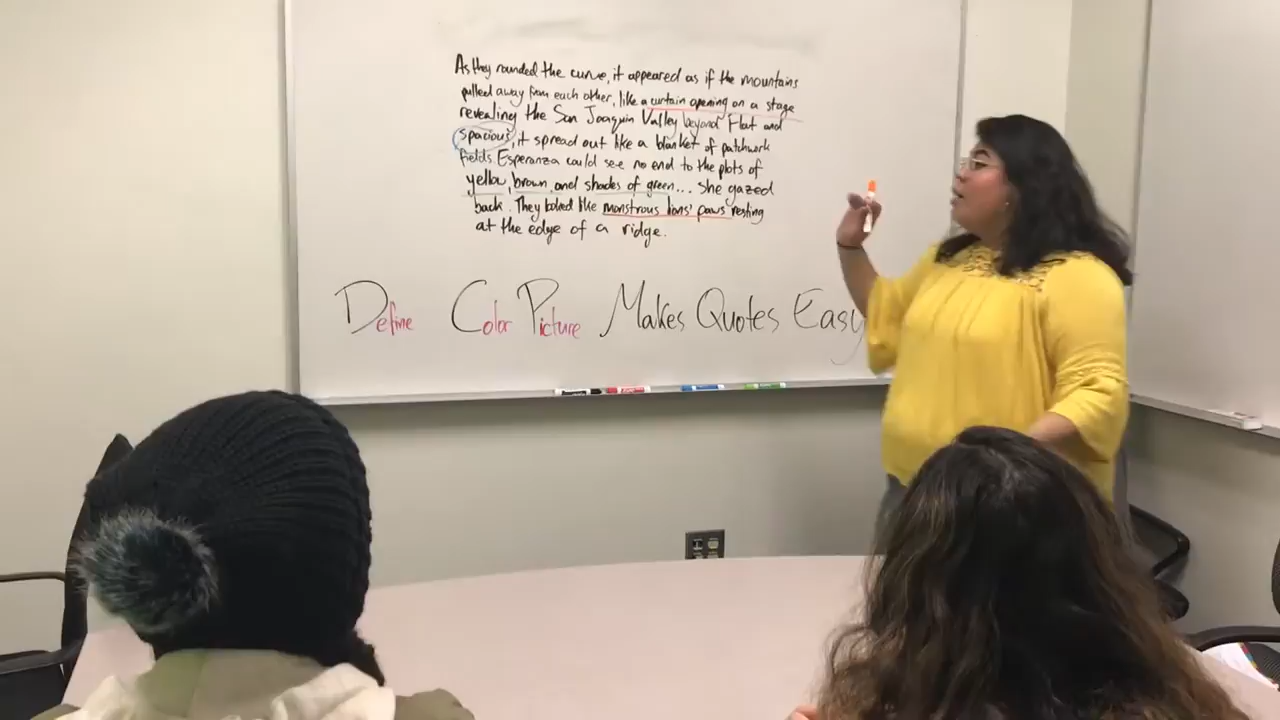 As they rounded the curve, it appeared as if the mountains
pulled away from each other, like a curtain opening on a stage
revealing the San Joaquin Valley beyond Flat and
spacious, it spread out like a blanket of patchwork
fields Esperanza could see no end to the plots of
yellow, brown, and shades of green... She gazed
back. They looked like monstrous lions' paws resting
at the edge of a ridge.
Define Color Picture Makes Quotes Easy